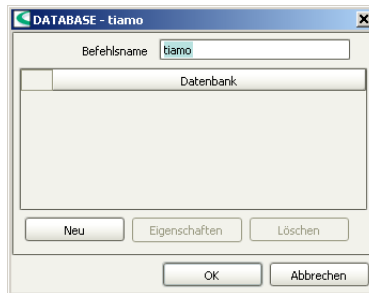 DATABASE - tiamo
Befehlsname tiamo
Datenbank
Neu Eigenschaften Löschen
OK Abbrechen